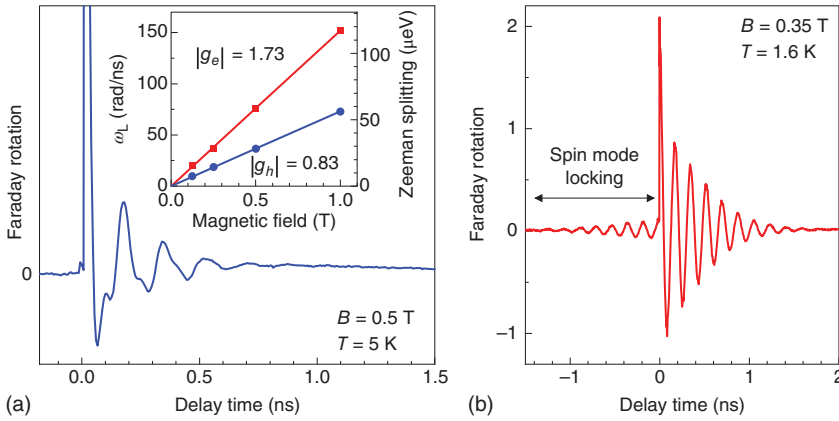 Faraday rotation
0
ω_L (rad/ns)
150
125
100
75
50
25
0
|g_e| = 1.73
|g_h| = 0.83
100
50
0
Zeeman splitting (μeV)
0.0
0.5
1.0
Magnetic field (T)
B = 0.5 T
T = 5 K
0.0
0.5
1.0
1.5
Delay time (ns)
(a)
Faraday rotation
2
1
0
−1
B = 0.35 T
T = 1.6 K
Spin mode
locking
−1
0
1
2
Delay time (ns)
(b)